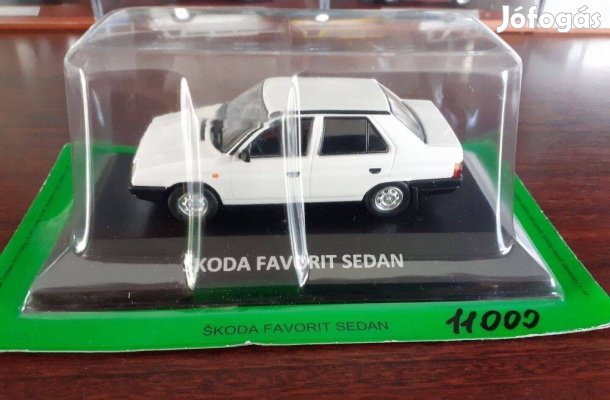 Jófogás
ŠKODA FAVORIT SEDAN
ŠKODA FAVORIT SEDAN
11000